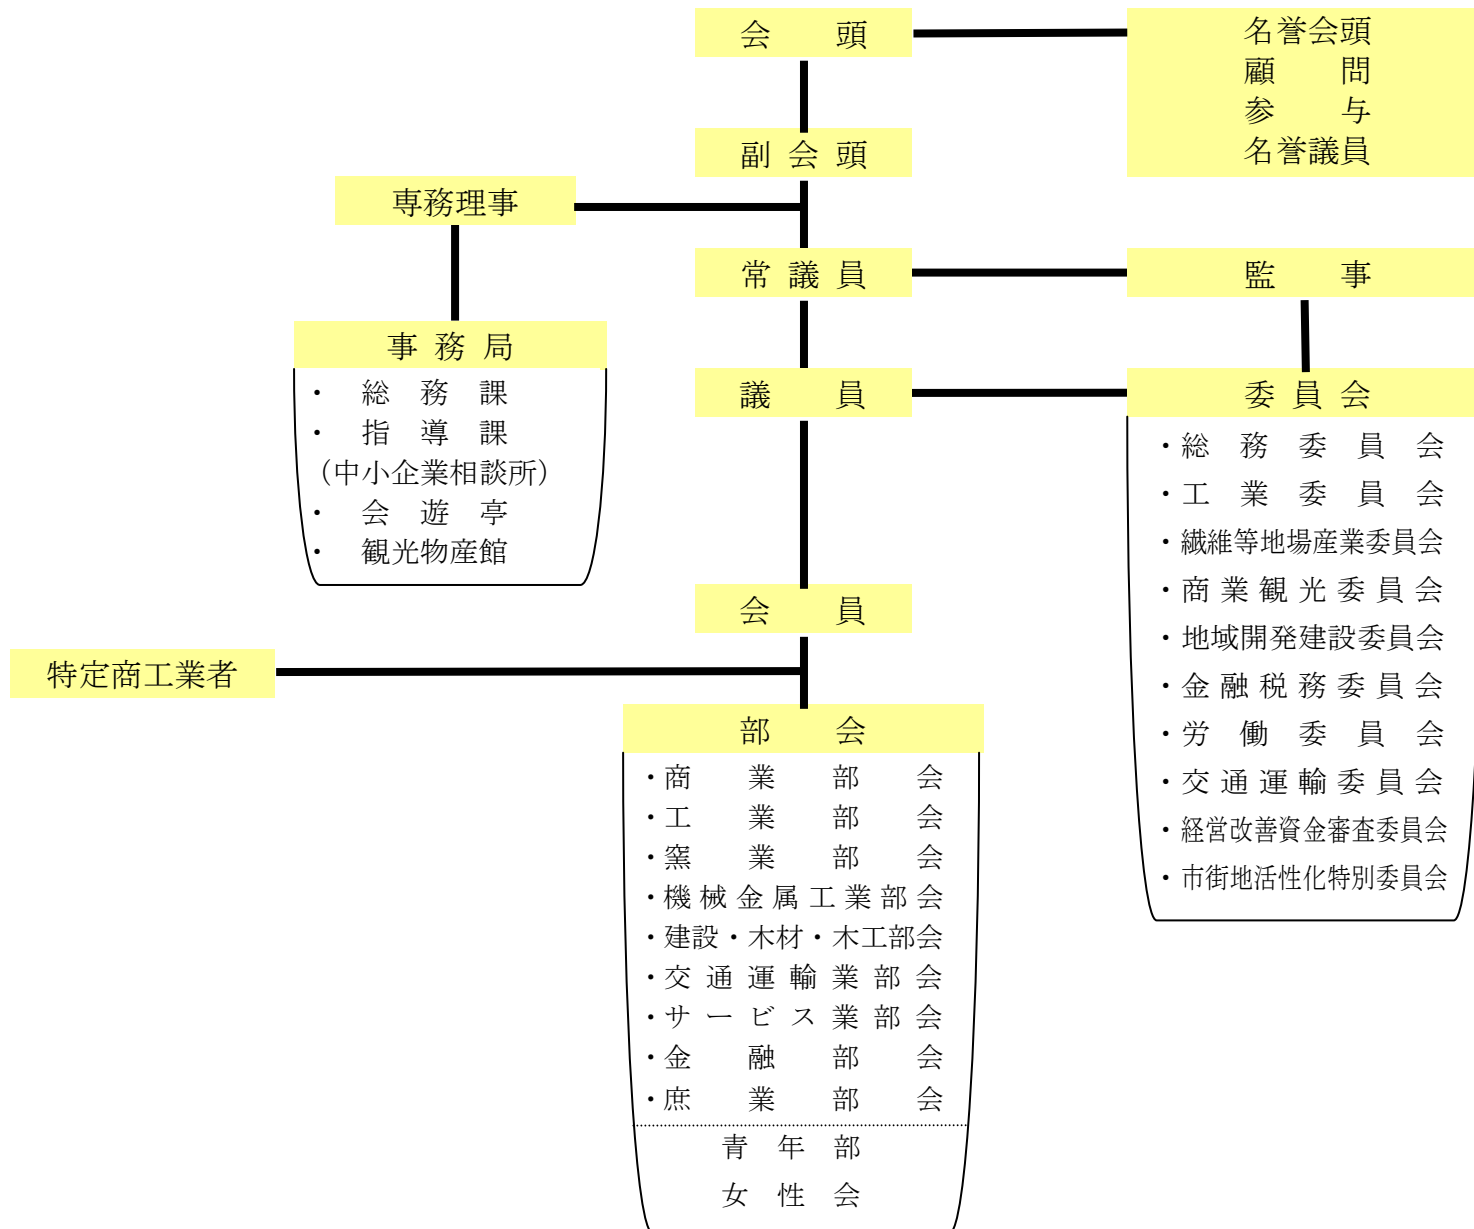 会　頭
名誉会頭
顧　問
参　与
名誉議員
副会頭
専務理事
常議員
監　事
事務局
・　総　務　課
・　指　導　課
（中小企業相談所）
・　会　遊　亭
・　観光物産館
議　員
委員会
・総務委員会
・工業委員会
・繊維等地場産業委員会
・商業観光委員会
・地域開発建設委員会
・金融税務委員会
・労働委員会
・交通運輸委員会
・経営改善資金審査委員会
・市街地活性化特別委員会
会　員
特定商工業者
部　会
・商業部会
・工業部会
・窯業部会
・機械金属工業部会
・建設・木材・木工部会
・交通運輸業部会
・サービス業部会
・金融部会
・庶業部会
青年部
女性会